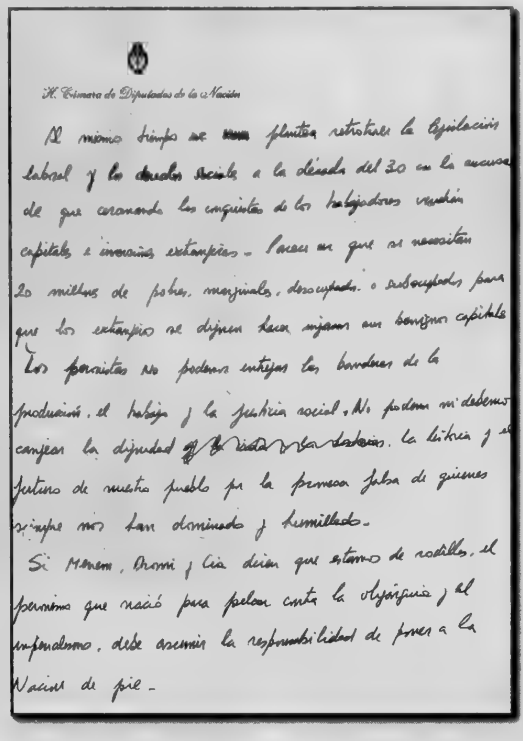 H. Cámara de Diputados de la Nación
Al mismo tiempo se plantea retrotraer la legislación
laboral y los derechos sociales a la década del 30 con la excusa
de que cercenando las conquistas de los trabajadores vendrán
capitales e inversiones extranjeras - Parece ser que se necesitan
20 millones de pobres, marginales, desocupados o subocupados para
que los extranjeros se dignen hacer ingresar sus benignos capitales
Los peronistas no podemos entregar las banderas de la
producción, el trabajo y la justicia social. No podemos ni debemos
canjear la dignidad la historia y el
futuro de nuestro pueblo por la promesa falsa de quienes
siempre nos han dominado y humillado -
Si Menem, Dromi y Cia dicen que estamos de rodillas, el
peronismo que nació para pelear contra la oligarquía y el
imperialismo, debe asumir la responsabilidad de poner a la
Nación de pie -